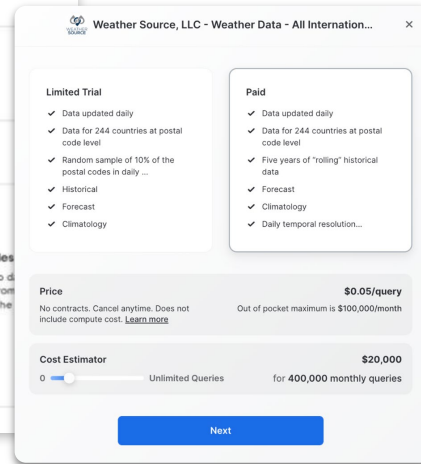 WEATHER
SOURCE
Weather Source, LLC - Weather Data - All Internation...
Limited Trial
Data updated daily
Data for 244 countries at postal
code level
Random sample of 10% of the
postal codes in daily ...
Historical
Forecast
Climatology
Paid
Data updated daily
Data for 244 countries at postal
code level
Five years of "rolling" historical
data
Forecast
Climatology
Daily temporal resolution...
Price
No contracts. Cancel anytime. Does not
include compute cost. Learn more
$0.05/query
Out of pocket maximum is $100,000/month
Cost Estimator
0 Unlimited Queries
$20,000
for 400,000 monthly queries
Next